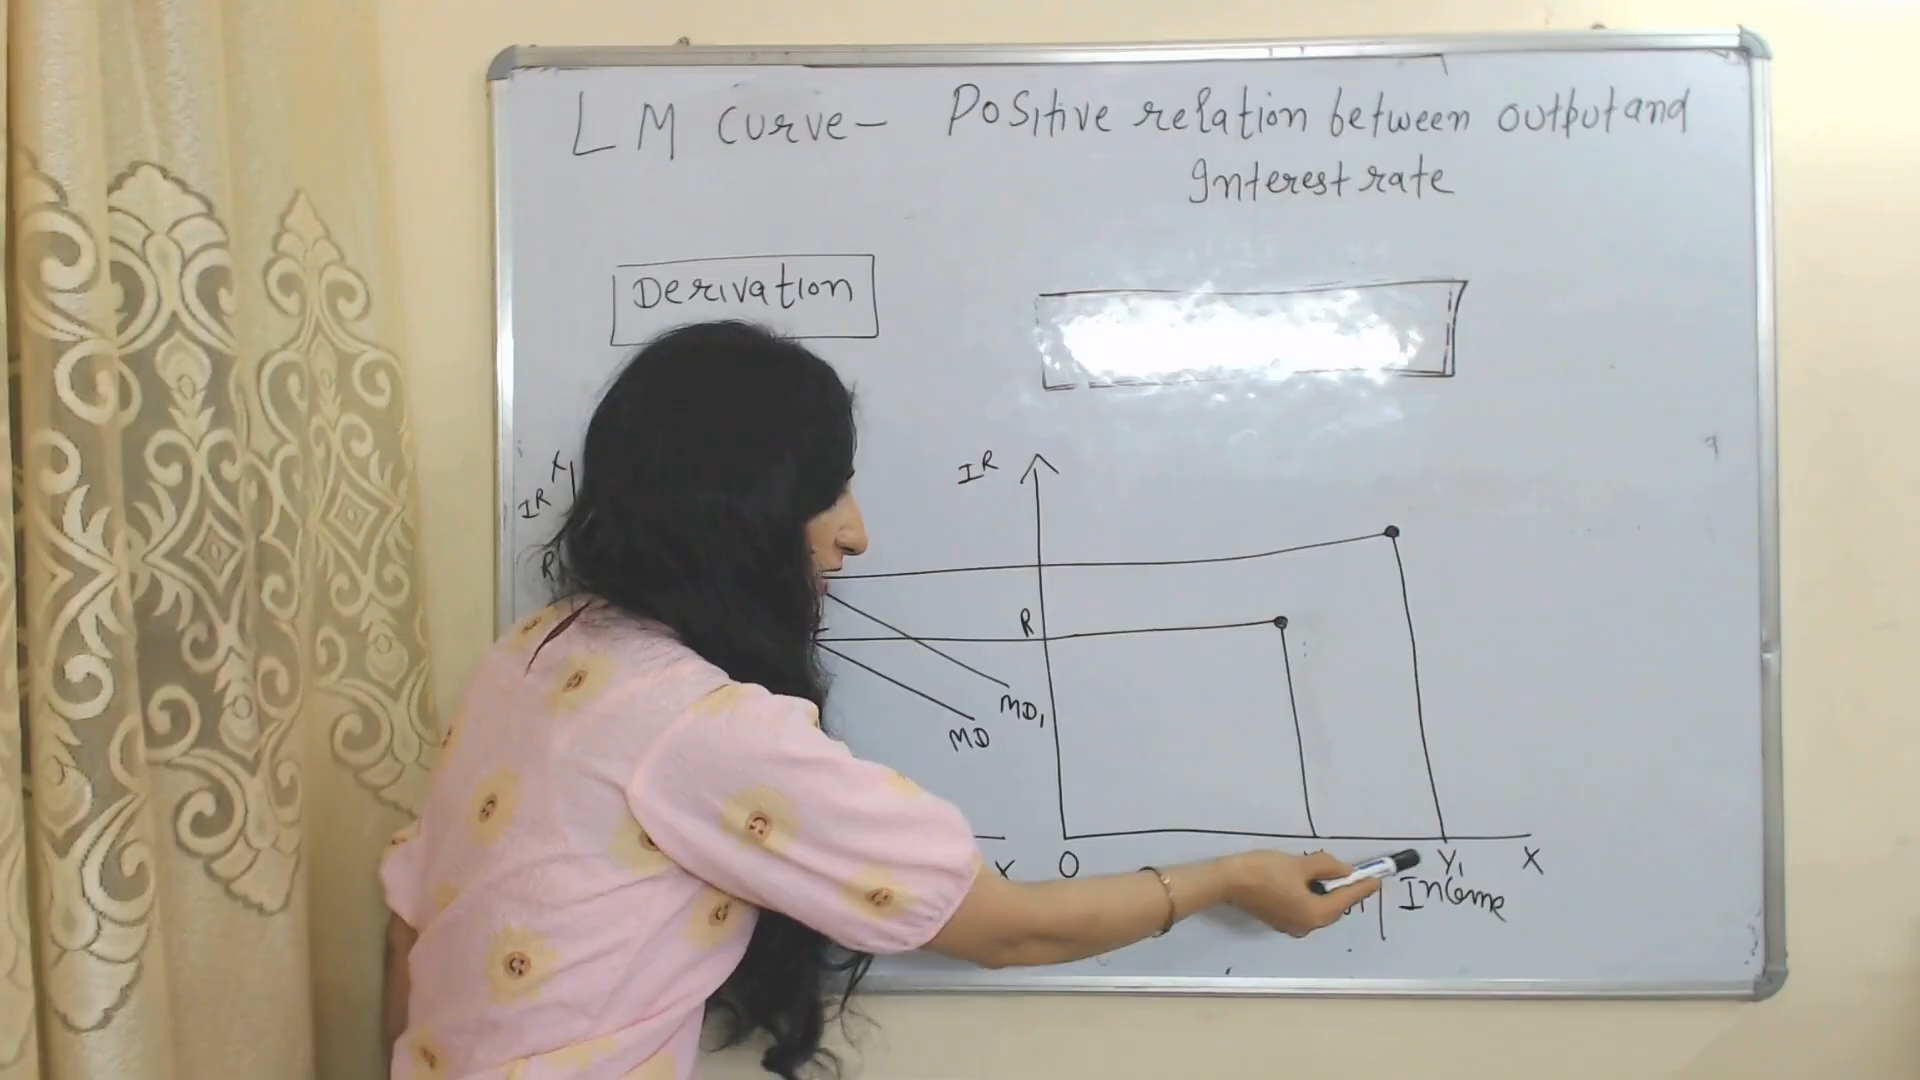 LM curve- Positive relation between output and
Interest rate
Derivation
X
IR
IR
R
R
MD1
MD
X
O
Y1
X
Income